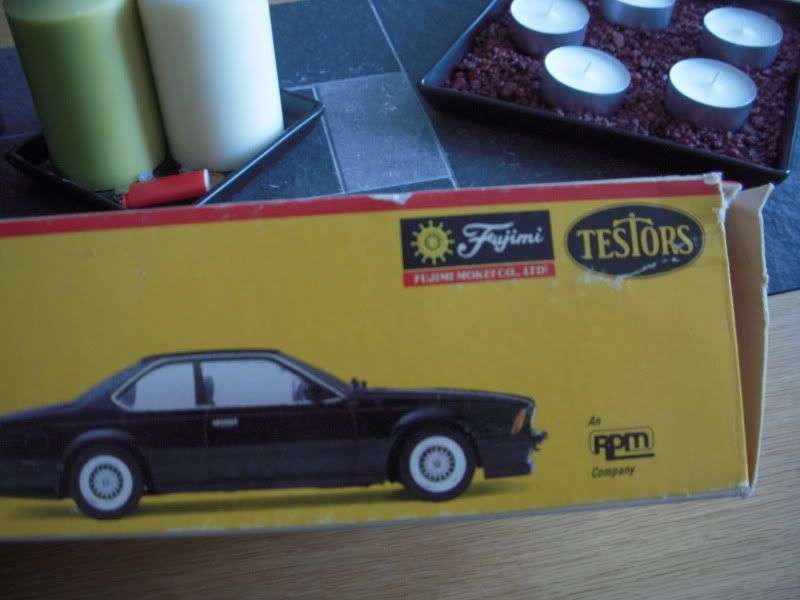 Fujimi
FUJIMI MOKEI CO., LTD!
TESTORS
An
RPM
Company